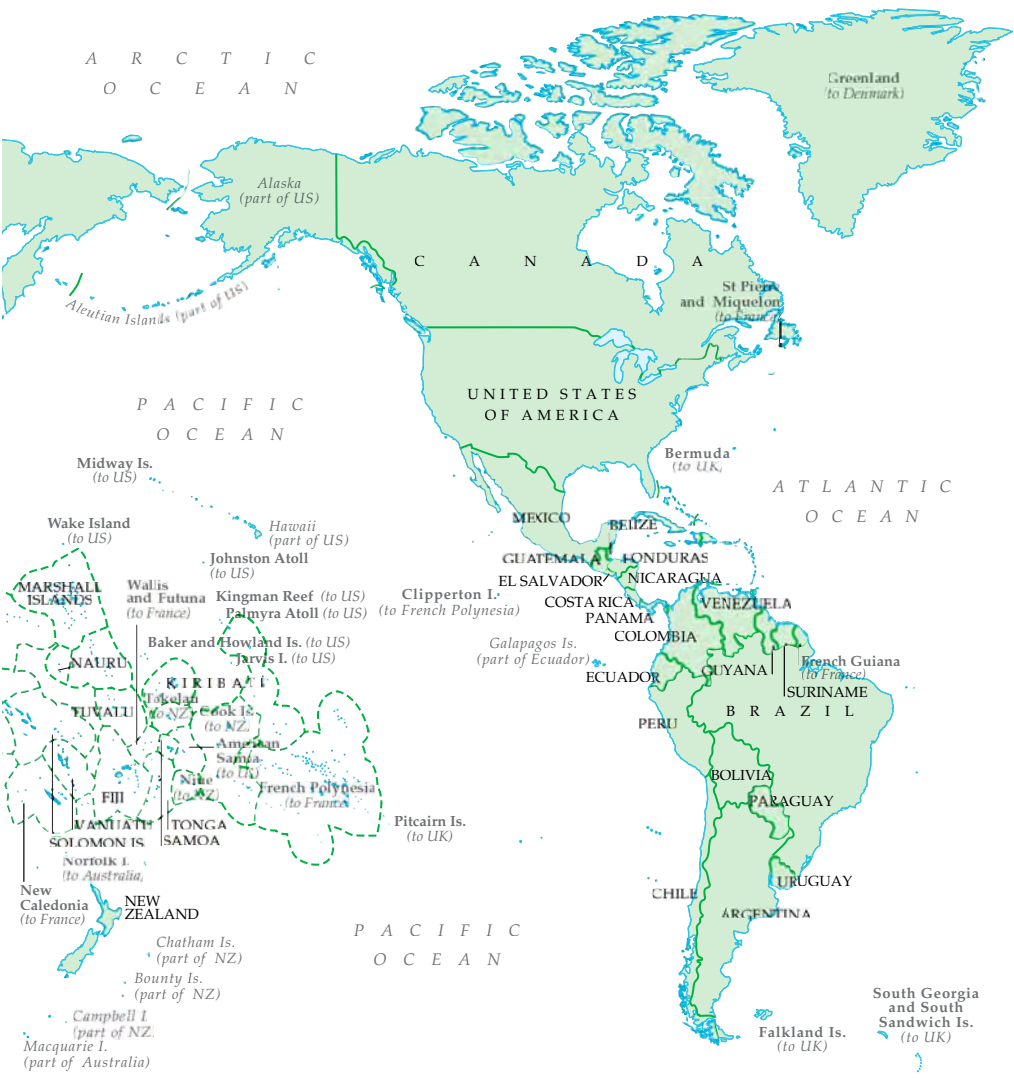 A R C T I C
O C E A N
Greenland
(to Denmark)
Alaska
(part of US)
C A N A D A
Aleutian Islands (part of US)
St Pierre
and Miquelon
(to France)
UNITED STATES
OF AMERICA
P A C I F I C
O C E A N
Midway Is.
(to US)
Bermuda
(to UK)
A T L A N T I C
O C E A N
Wake Island
(to US)
Hawaii
(part of US)
MEXICO
BELIZE
Johnston Atoll
(to US)
GUATEMALA
HONDURAS
EL SALVADOR
NICARAGUA
MARSHALL
ISLANDS
Wallis
and Futuna
(to France)
Kingman Reef (to US)
Palmyra Atoll (to US)
Clipperton I.
(to French Polynesia)
COSTA RICA
PANAMA
VENEZUELA
COLOMBIA
Baker and Howland Is. (to US)
Jarvis I. (to US)
Galapagos Is.
(part of Ecuador)
NAURU
KIRIBATI
ECUADOR
GUYANA
French Guiana
(to France)
SURINAME
TUVALU
Tokelau
(to NZ)
Cook Is.
(to NZ)
PERU
B R A Z I L
American
Samoa
(to US)
Niue
(to NZ)
French Polynesia
(to France)
BOLIVIA
FIJI
PARAGUAY
VANUATU
TONGA
Pitcairn Is.
(to UK)
SOLOMON IS.
SAMOA
Norfolk I.
(to Australia)
New
Caledonia
(to France)
NEW
ZEALAND
CHILE
URUGUAY
ARGENTINA
P A C I F I C
O C E A N
Chatham Is.
(part of NZ)
Bounty Is.
(part of NZ)
Campbell I.
(part of NZ)
Macquarie I.
(part of Australia)
Falkland Is.
(to UK)
South Georgia
and South
Sandwich Is.
(to UK)